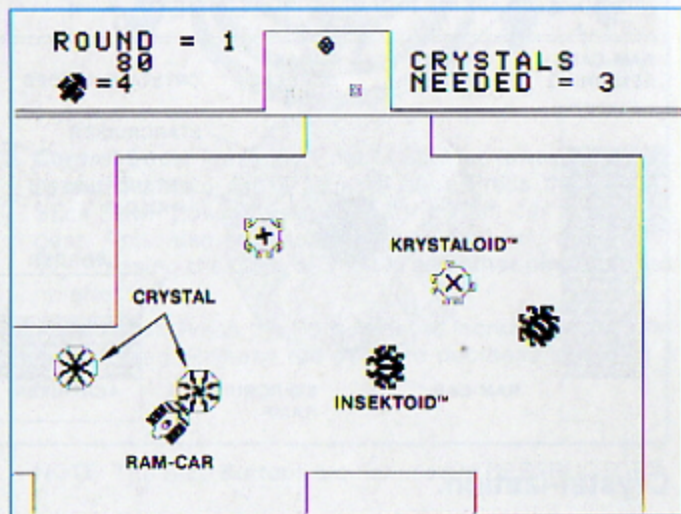 ROUND = 1
80
=4
CRYSTALS
NEEDED = 3
KRYSTALOID™
CRYSTAL
INSEKTOID™
RAM-CAR